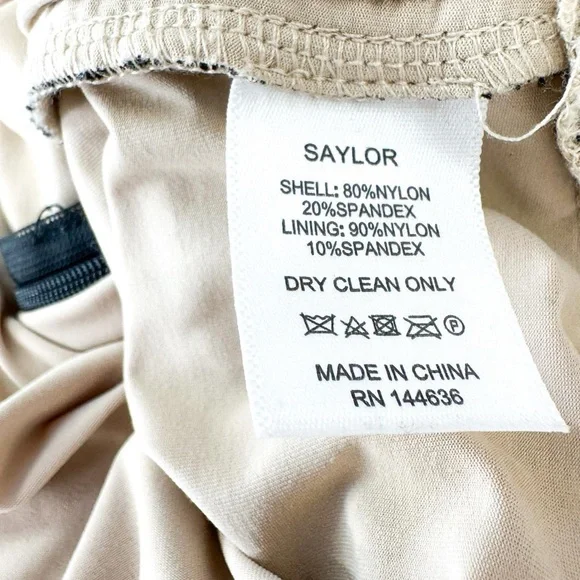 SAYLOR
SHELL: 80%NYLON
20%SPANDEX
LINING: 90%NYLON
10%SPANDEX
DRY CLEAN ONLY
P
MADE IN CHINA
RN 144636